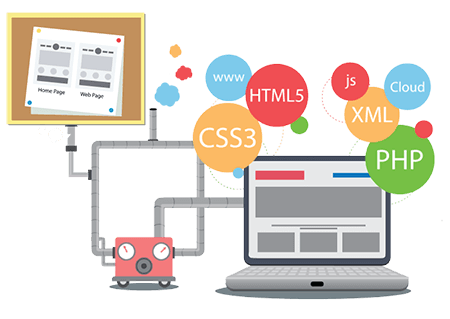 Home Page
Web Page
www
HTML5
CSS3
js
Cloud
XML
PHP